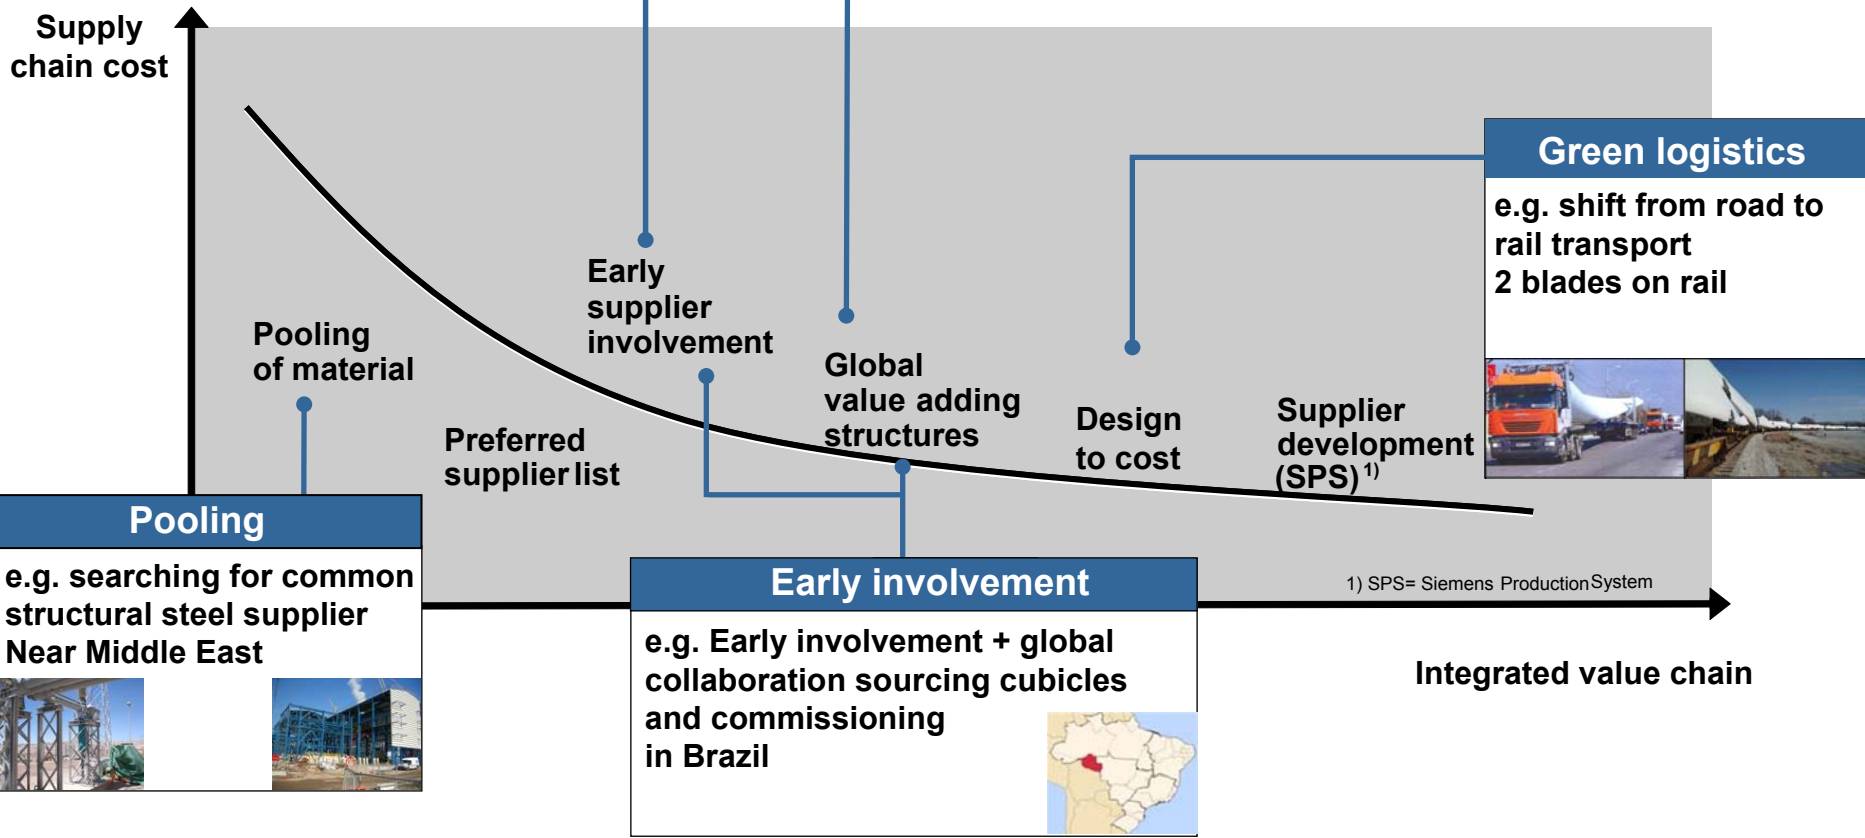 Supply
chain cost
Green logistics
e.g. shift from road to
rail transport
2 blades on rail
Early
supplier
involvement
Pooling
of material
Global
value adding
structures
Design
to cost
Supplier
development
(SPS) 1)
Preferred
supplier list
Pooling
e.g. searching for common
structural steel supplier
Near Middle East
Early involvement
e.g. Early involvement + global
collaboration sourcing cubicles
and commissioning
in Brazil
1) SPS= Siemens Production System
Integrated value chain